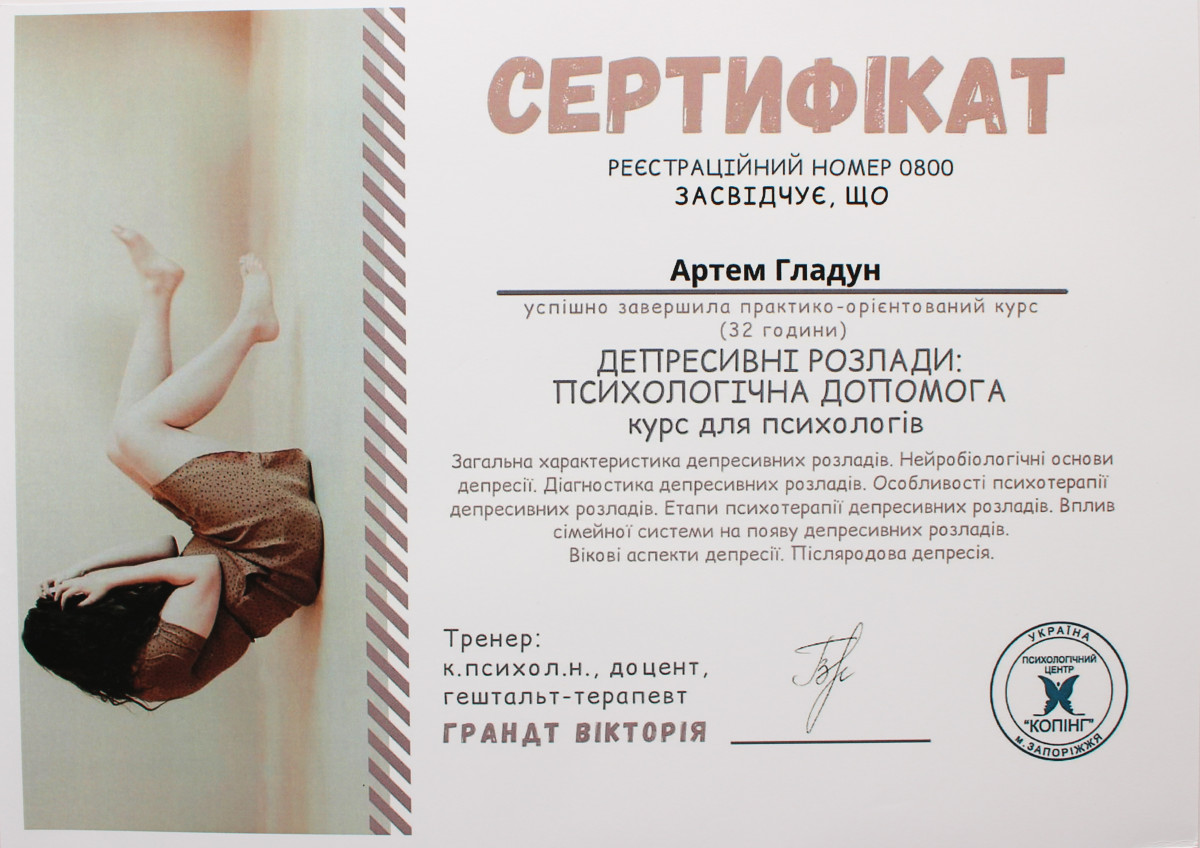 СЕРТИФІКАТ
РЕЄСТРАЦІЙНИЙ НОМЕР 0800
ЗАСВІДЧУЄ, ЩО
Артем Гладун
успішно завершила практико-орієнтований курс
(32 години)
ДЕПРЕСИВНІ РОЗЛАДИ:
ПСИХОЛОГІЧНА ДОПОМОГА
курс для психологів
Загальна характеристика депресивних розладів. Нейробіологічні основи
депресії. Діагностика депресивних розладів. Особливості психотерапії
депресивних розладів. Етапи психотерапії депресивних розладів. Вплив
сімейної системи на появу депресивних розладів.
Вікові аспекти депресії. Післяродова депресія.
Тренер:
к.психол.н., доцент,
гештальт-терапевт
ГРАНДТ ВІКТОРІЯ
УКРАЇНА
ПСИХОЛОГІЧНИЙ
ЦЕНТР
"КОПІНГ"
м. ЗАПОРІЖЖЯ